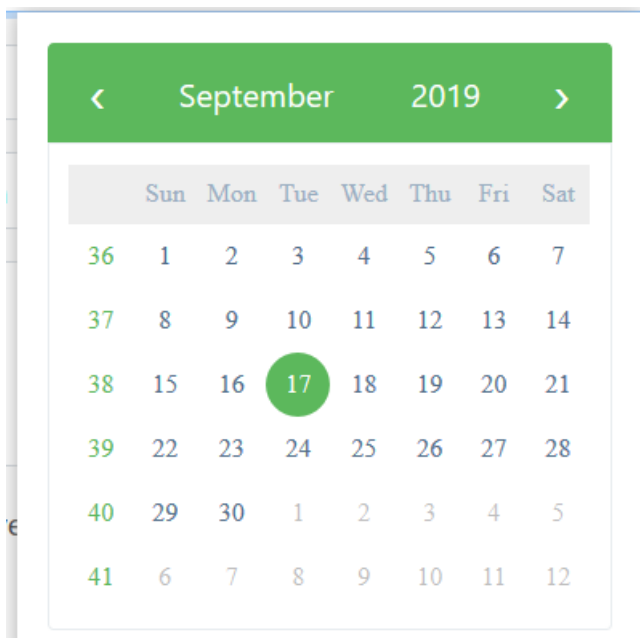 ‹ September 2019 ›
Sun Mon Tue Wed Thu Fri Sat
36 1 2 3 4 5 6 7
37 8 9 10 11 12 13 14
38 15 16 17 18 19 20 21
39 22 23 24 25 26 27 28
40 29 30 1 2 3 4 5
41 6 7 8 9 10 11 12